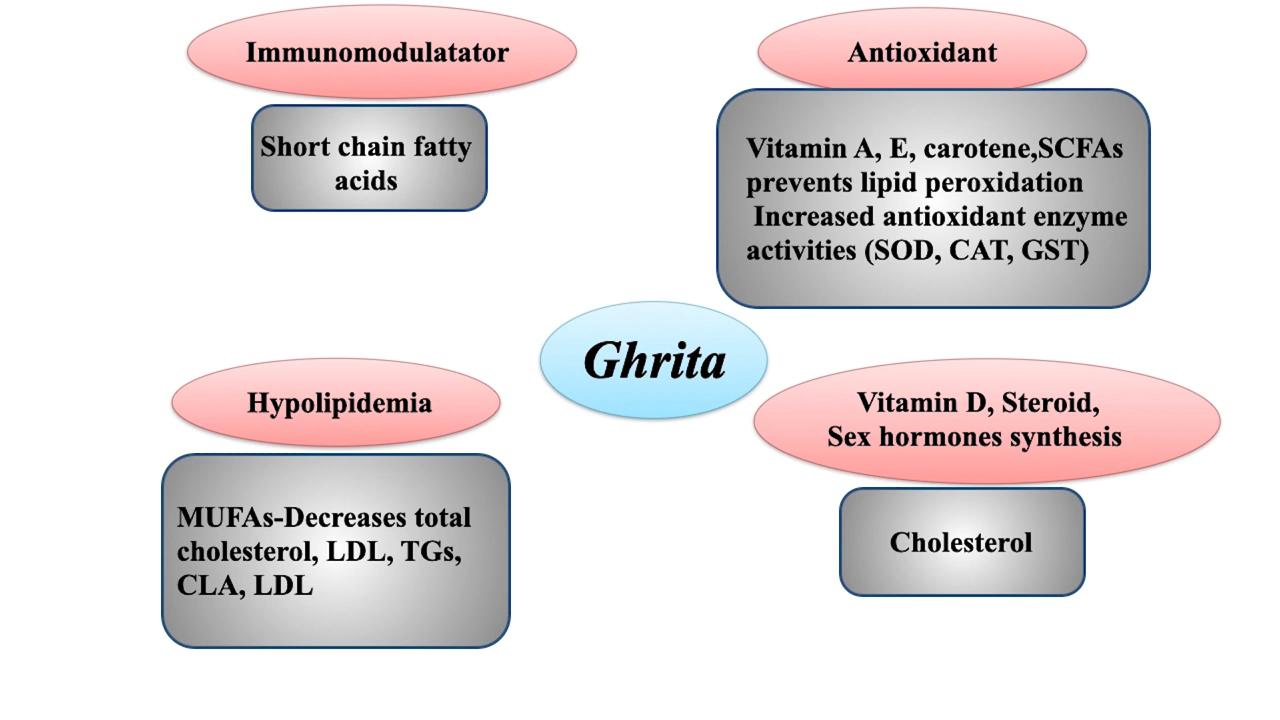 Immunomodulatator
Short chain fatty
acids
Antioxidant
Vitamin A, E, carotene,SCFAs
prevents lipid peroxidation
Increased antioxidant enzyme
activities (SOD, CAT, GST)
Ghrita
Hypolipidemia
MUFAs-Decreases total
cholesterol, LDL, TGs,
CLA, LDL
Vitamin D, Steroid,
Sex hormones synthesis
Cholesterol